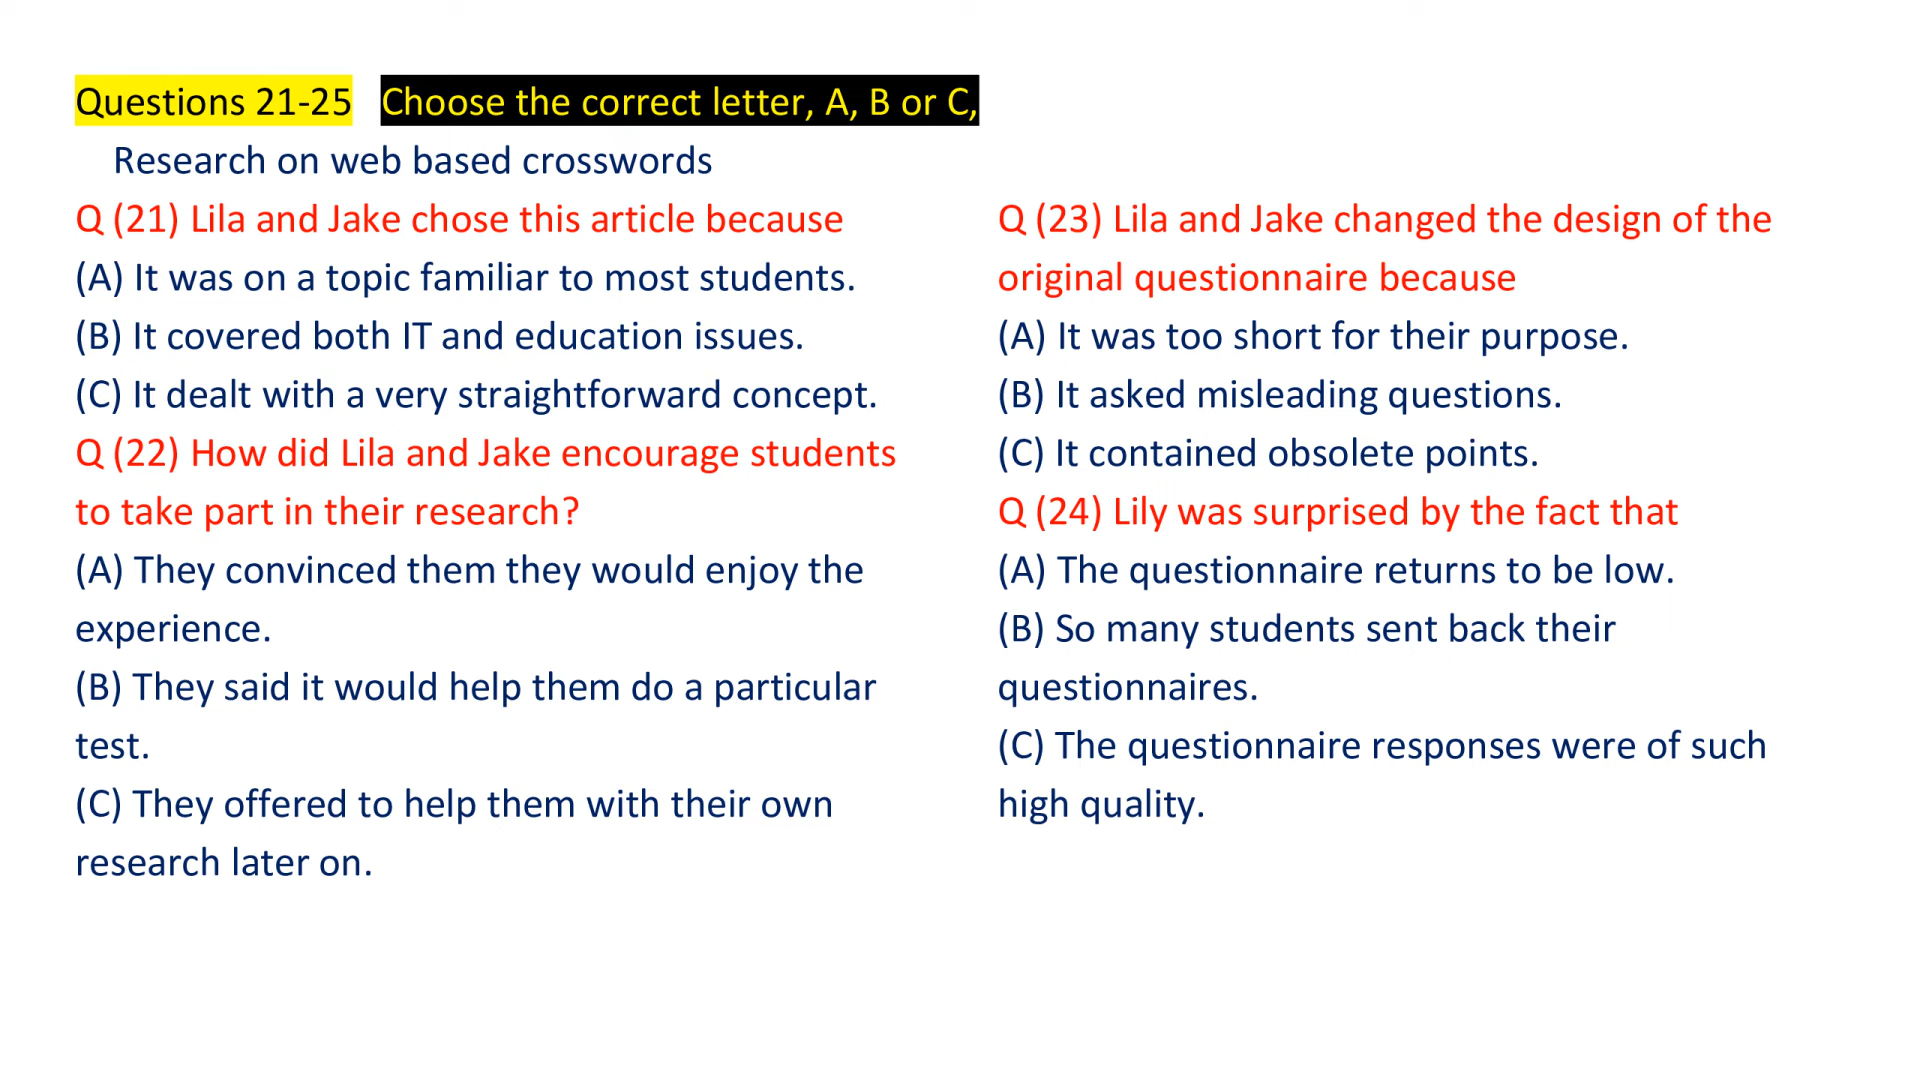 Questions 21-25 Choose the correct letter, A, B or C,
Research on web based crosswords
Q (21) Lila and Jake chose this article because
(A) It was on a topic familiar to most students.
(B) It covered both IT and education issues.
(C) It dealt with a very straightforward concept.
Q (22) How did Lila and Jake encourage students
to take part in their research?
(A) They convinced them they would enjoy the
experience.
(B) They said it would help them do a particular
test.
(C) They offered to help them with their own
research later on.
Q (23) Lila and Jake changed the design of the
original questionnaire because
(A) It was too short for their purpose.
(B) It asked misleading questions.
(C) It contained obsolete points.
Q (24) Lily was surprised by the fact that
(A) The questionnaire returns to be low.
(B) So many students sent back their
questionnaires.
(C) The questionnaire responses were of such
high quality.